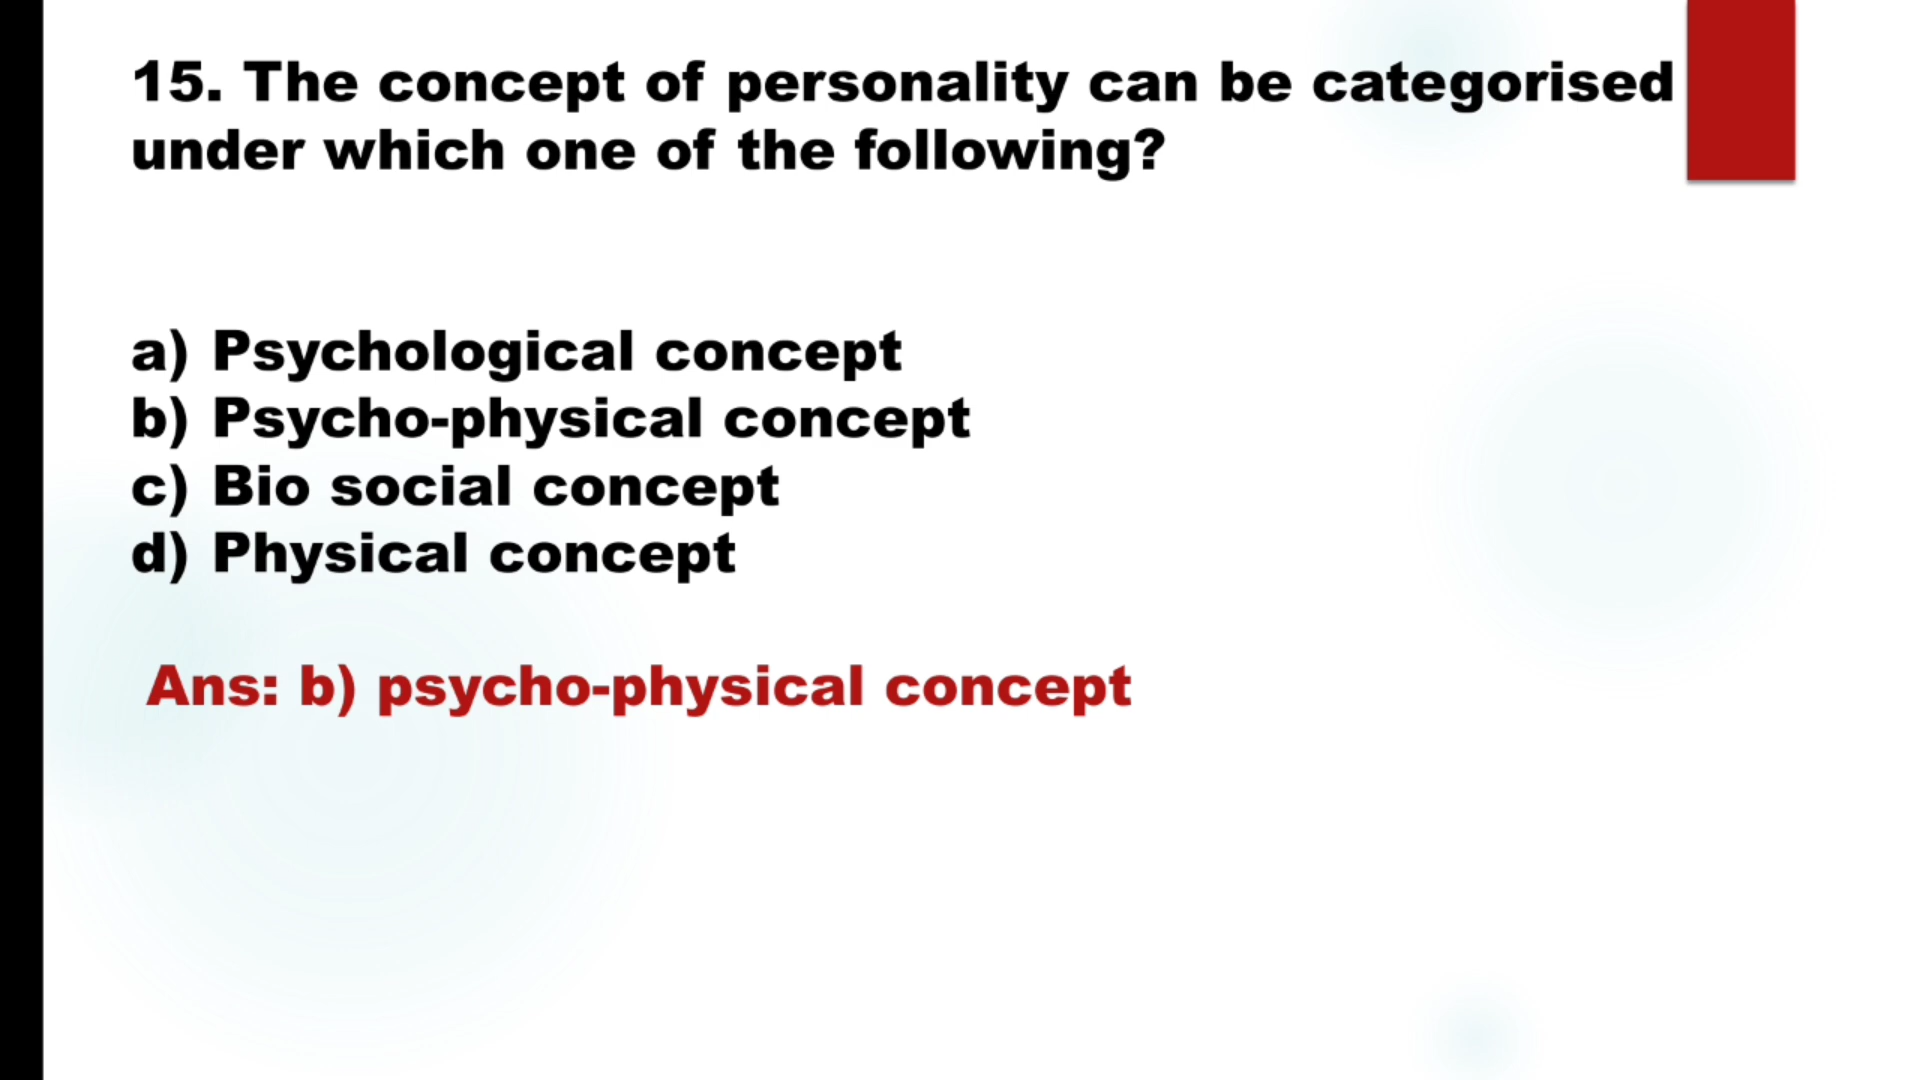 15. The concept of personality can be categorised
under which one of the following?
a) Psychological concept
b) Psycho-physical concept
c) Bio social concept
d) Physical concept
Ans: b) psycho-physical concept